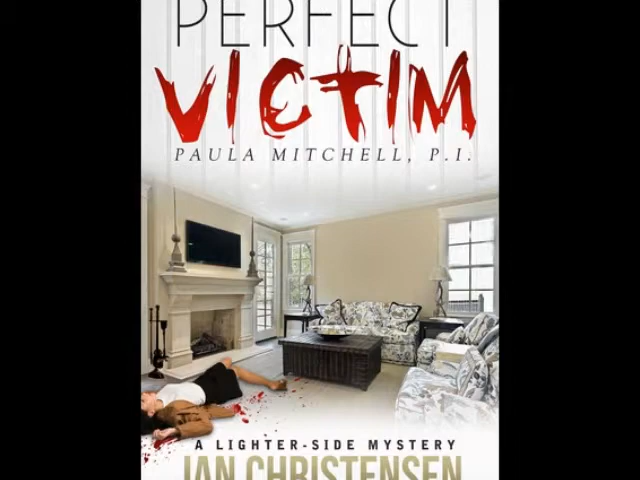 PERFECT
VICTIM
PAULA MITCHELL, P.I.
A LIGHTER-SIDE MYSTERY
JAN CHRISTENSEN